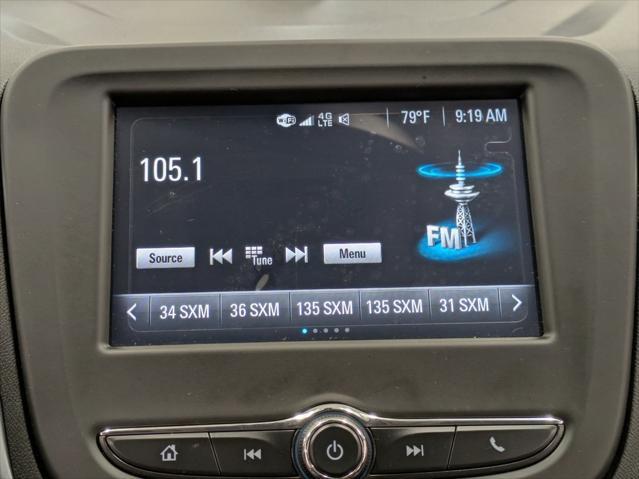 WiFi 4G LTE 79°F 9:19 AM
105.1
FM
Source Tune Menu
34 SXM 36 SXM 135 SXM 135 SXM 31 SXM